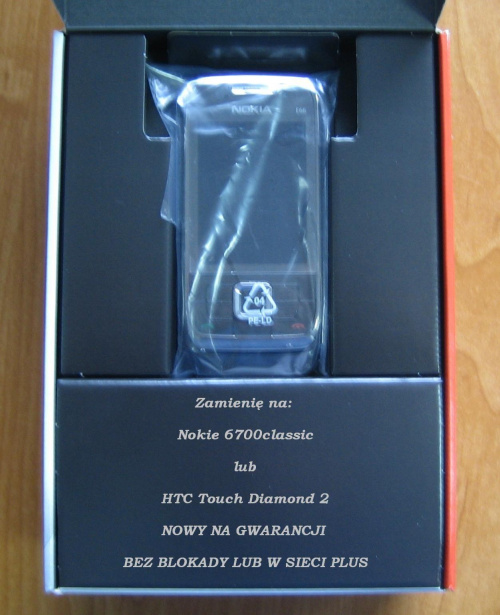 NOKIA
04
PE-LD
Zamienię na:
Nokie 6700classic
lub
HTC Touch Diamond 2
NOWY NA GWARANCJI
BEZ BLOKADY LUB W SIECI PLUS